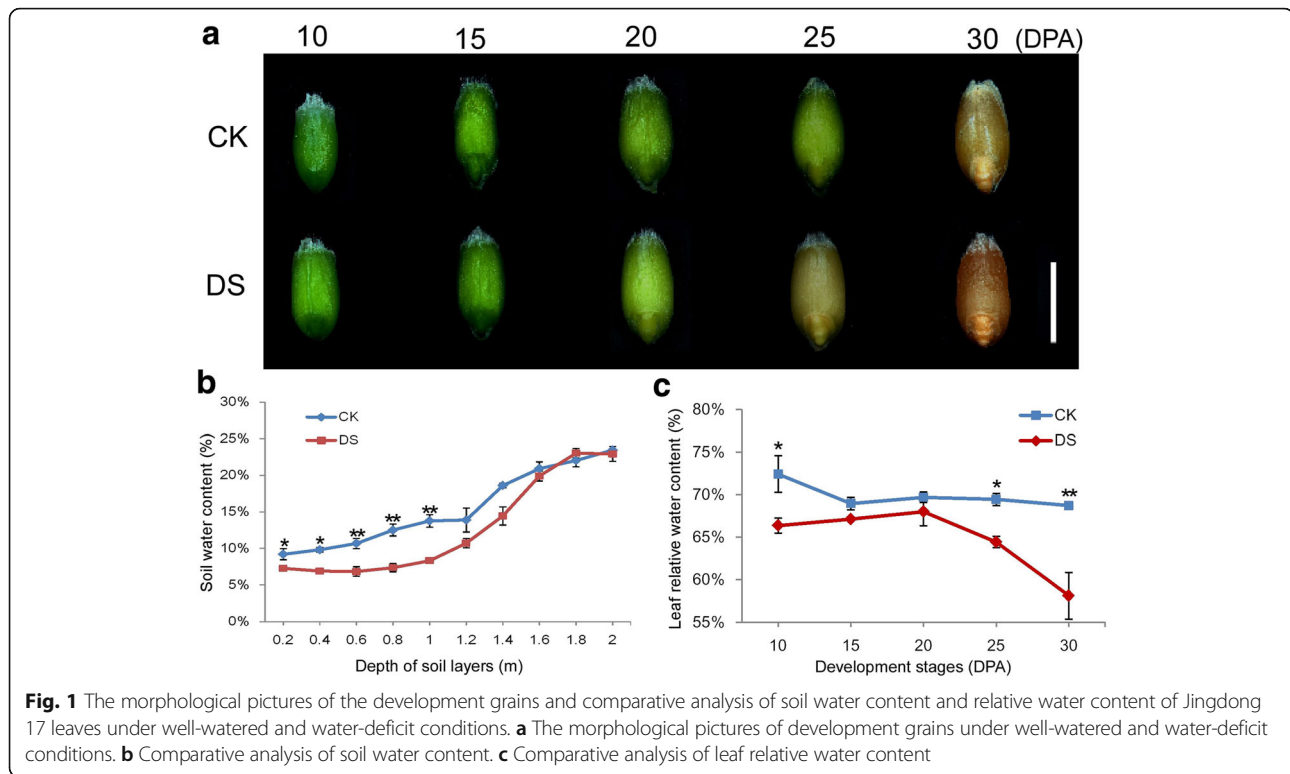 a
10 15 20 25 30 (DPA)
CK
DS
b
30%
25%
20%
15%
10%
5%
0%
Soil water content (%)
CK
DS
* * ** ** **
0.2 0.4 0.6 0.8 1 1.2 1.4 1.6 1.8 2
Depth of soil layers (m)
c
80%
75%
70%
65%
60%
55%
Leaf relative water content (%)
CK
DS
* * **
10 15 20 25 30
Development stages (DPA)
Fig. 1 The morphological pictures of the development grains and comparative analysis of soil water content and relative water content of Jingdong
17 leaves under well-watered and water-deficit conditions. a The morphological pictures of development grains under well-watered and water-deficit
conditions. b Comparative analysis of soil water content. c Comparative analysis of leaf relative water content